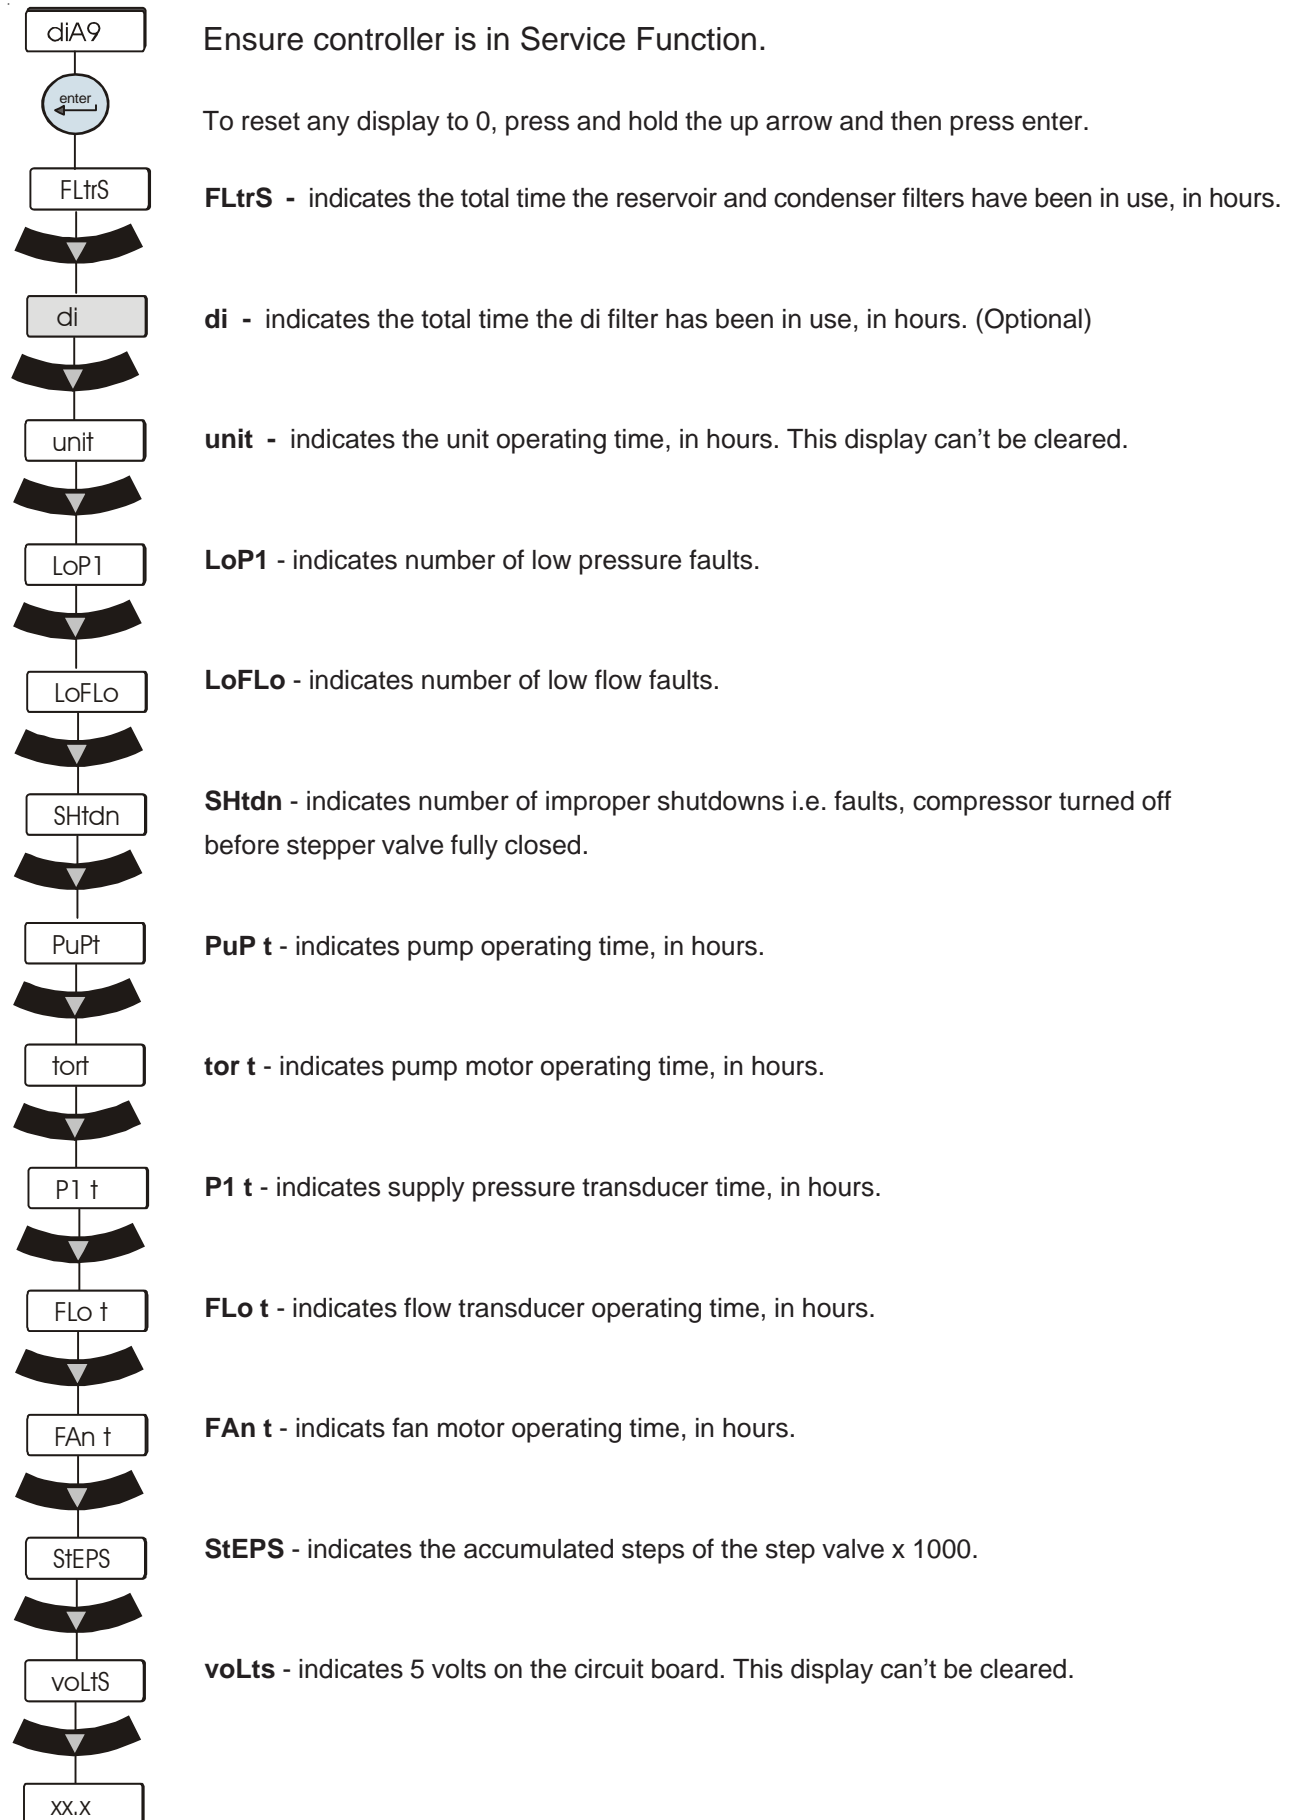 diA9
Ensure controller is in Service Function.
enter
To reset any display to 0, press and hold the up arrow and then press enter.
FLtrS
FLtrS - indicates the total time the reservoir and condenser filters have been in use, in hours.
di
di - indicates the total time the di filter has been in use, in hours. (Optional)
unit
unit - indicates the unit operating time, in hours. This display can’t be cleared.
LoP1
LoP1 - indicates number of low pressure faults.
LoFLo
LoFLo - indicates number of low flow faults.
SHtdn
SHtdn - indicates number of improper shutdowns i.e. faults, compressor turned off
before stepper valve fully closed.
PuPt
PuP t - indicates pump operating time, in hours.
tort
tor t - indicates pump motor operating time, in hours.
P1 t
P1 t - indicates supply pressure transducer time, in hours.
FLo t
FLo t - indicates flow transducer operating time, in hours.
FAn t
FAn t - indicats fan motor operating time, in hours.
StEPS
StEPS - indicates the accumulated steps of the step valve x 1000.
voLtS
voLts - indicates 5 volts on the circuit board. This display can’t be cleared.
xx.x